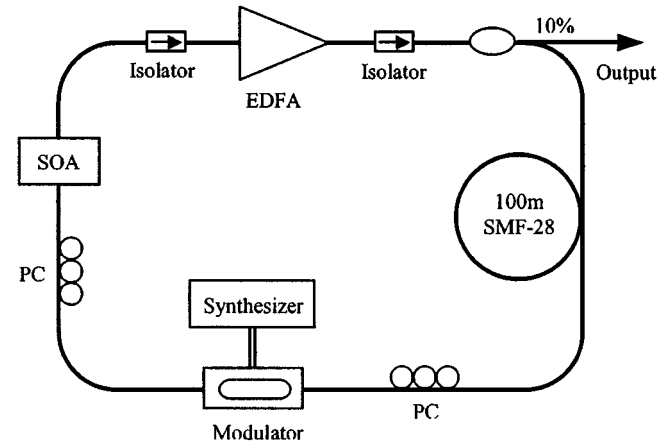 10%
Isolator
Isolator
Output
EDFA
SOA
100m
SMF-28
PC
Synthesizer
PC
Modulator